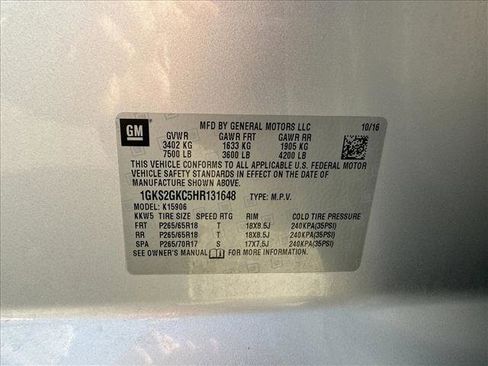 GM
MFD BY GENERAL MOTORS LLC 10/16
GVWR GAWR FRT GAWR RR
3402 KG 1633 KG 1905 KG
7500 LB 3600 LB 4200 LB
THIS VEHICLE CONFORMS TO ALL APPLICABLE U.S. FEDERAL MOTOR
VEHICLE SAFETY STANDARDS IN EFFECT ON THE DATE OF
MANUFACTURE SHOWN ABOVE.
1GKS2GKC5HR131648 TYPE: M.P.V.
MODEL: K15906
KKW5 TIRE SIZE SPEED RTG RIM COLD TIRE PRESSURE
FRT P265/65R18 T 18X8.5J 240KPA(35PSI)
RR P265/65R18 T 18X8.5J 240KPA(35PSI)
SPA P265/70R17 S 17X7.5J 240KPA(35PSI)
SEE OWNER'S MANUAL FOR MORE INFORMATION.